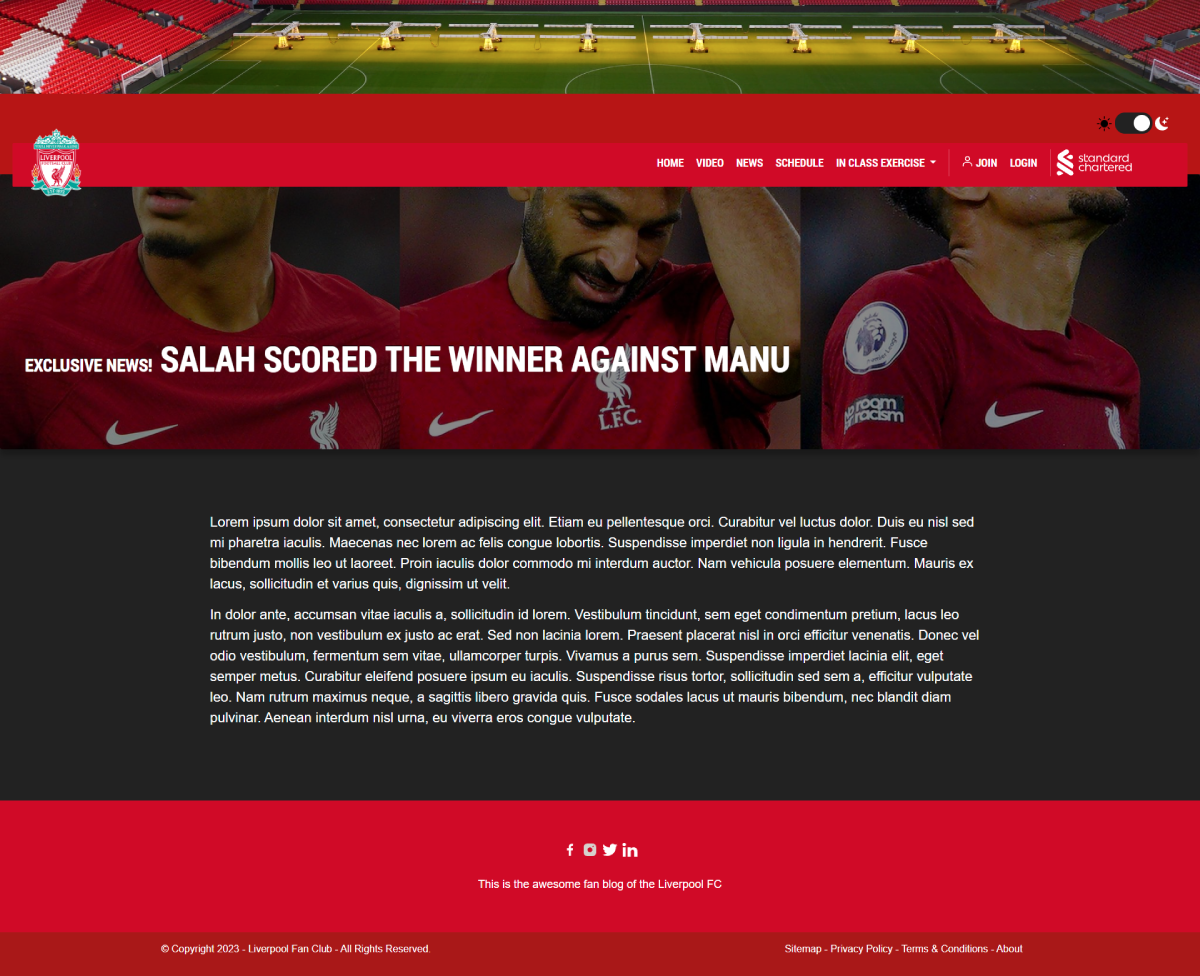 LIVERPOOL
FOOTBALL CLUB
HOME VIDEO NEWS SCHEDULE IN CLASS EXERCISE JOIN LOGIN
standard
chartered
EXCLUSIVE NEWS! SALAH SCORED THE WINNER AGAINST MANU
L.F.C.
Premier League
room
racism
Lorem ipsum dolor sit amet, consectetur adipiscing elit. Etiam eu pellentesque orci. Curabitur vel luctus dolor. Duis eu nisl sed
mi pharetra iaculis. Maecenas nec lorem ac felis congue lobortis. Suspendisse imperdiet non ligula in hendrerit. Fusce
bibendum mollis leo ut laoreet. Proin iaculis dolor commodo mi interdum auctor. Nam vehicula posuere elementum. Mauris ex
lacus, sollicitudin et varius quis, dignissim ut velit.
In dolor ante, accumsan vitae iaculis a, sollicitudin id lorem. Vestibulum tincidunt, sem eget condimentum pretium, lacus leo
rutrum justo, non vestibulum ex justo ac erat. Sed non lacinia lorem. Praesent placerat nisl in orci efficitur venenatis. Donec vel
odio vestibulum, fermentum sem vitae, ullamcorper turpis. Vivamus a purus sem. Suspendisse imperdiet lacinia elit, eget
semper metus. Curabitur eleifend posuere ipsum eu iaculis. Suspendisse risus tortor, sollicitudin sed sem a, efficitur vulputate
leo. Nam rutrum maximus neque, a sagittis libero gravida quis. Fusce sodales lacus ut mauris bibendum, nec blandit diam
pulvinar. Aenean interdum nisl urna, eu viverra eros congue vulputate.
This is the awesome fan blog of the Liverpool FC
© Copyright 2023 - Liverpool Fan Club - All Rights Reserved.
Sitemap - Privacy Policy - Terms & Conditions - About